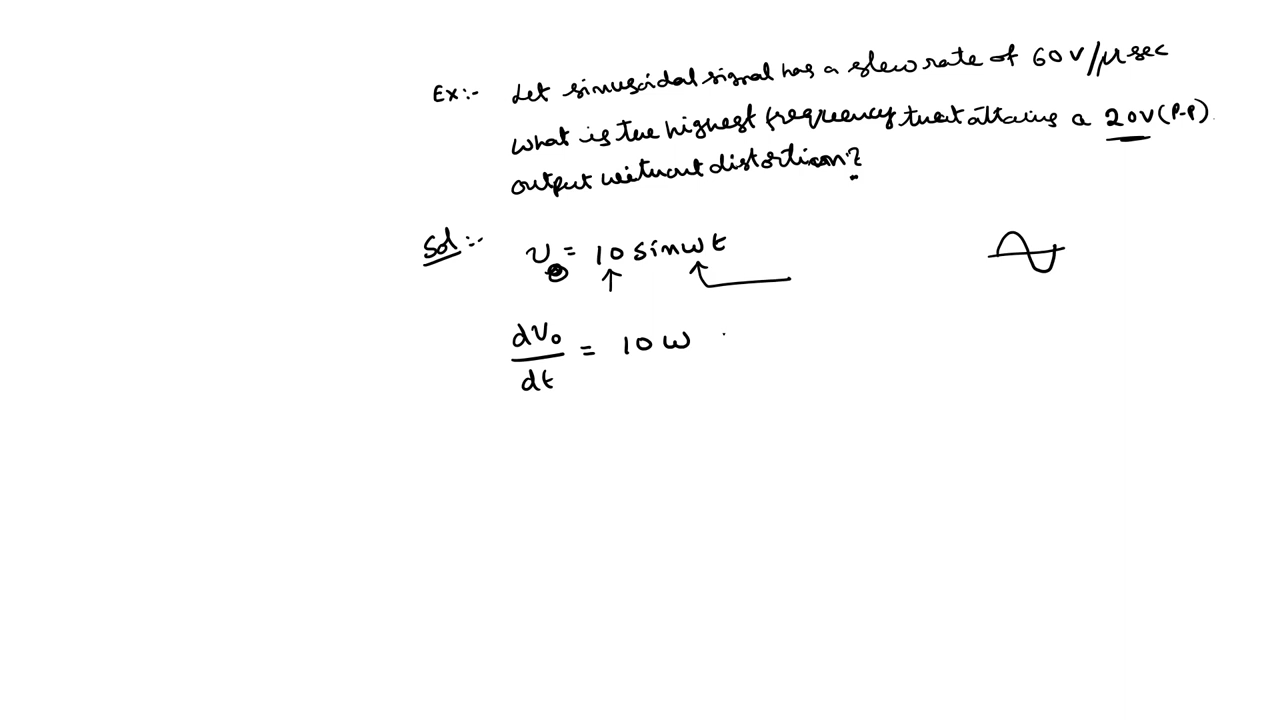 Ex:- Let sinusoidal signal has a slew rate of 60V/μsec
What is the highest frequency that attains a 20V(P-P)
output without distortion?
Sol:- v₀ = 10 sinωt
dV₀/dt = 10ω